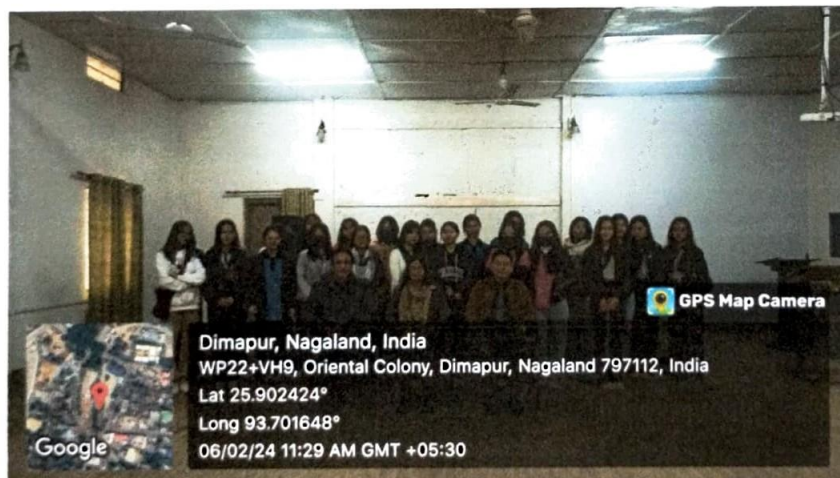 GPS Map Camera
Dimapur, Nagaland, India
WP22+VH9, Oriental Colony, Dimapur, Nagaland 797112, India
Lat 25.902424°
Long 93.701648°
06/02/24 11:29 AM GMT +05:30
Google